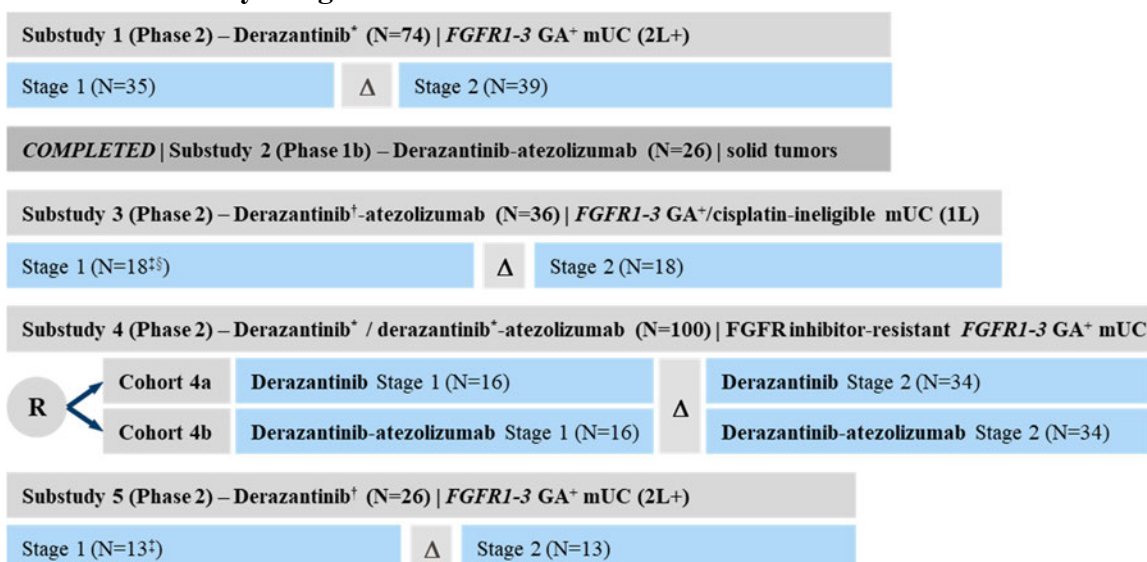 Substudy 1 (Phase 2) – Derazantinib* (N=74) | FGFR1-3 GA⁺ mUC (2L+)
Stage 1 (N=35) Δ Stage 2 (N=39)
COMPLETED | Substudy 2 (Phase 1b) – Derazantinib-atezolizumab (N=26) | solid tumors
Substudy 3 (Phase 2) – Derazantinib†-atezolizumab (N=36) | FGFR1-3 GA⁺/cisplatin-ineligible mUC (1L)
Stage 1 (N=18‡§) Δ Stage 2 (N=18)
Substudy 4 (Phase 2) – Derazantinib* / derazantinib*-atezolizumab (N=100) | FGFR inhibitor-resistant FGFR1-3 GA⁺ mUC
R
Cohort 4a Derazantinib Stage 1 (N=16) Δ Derazantinib Stage 2 (N=34)
Cohort 4b Derazantinib-atezolizumab Stage 1 (N=16) Derazantinib-atezolizumab Stage 2 (N=34)
Substudy 5 (Phase 2) – Derazantinib† (N=26) | FGFR1-3 GA⁺ mUC (2L+)
Stage 1 (N=13‡) Δ Stage 2 (N=13)